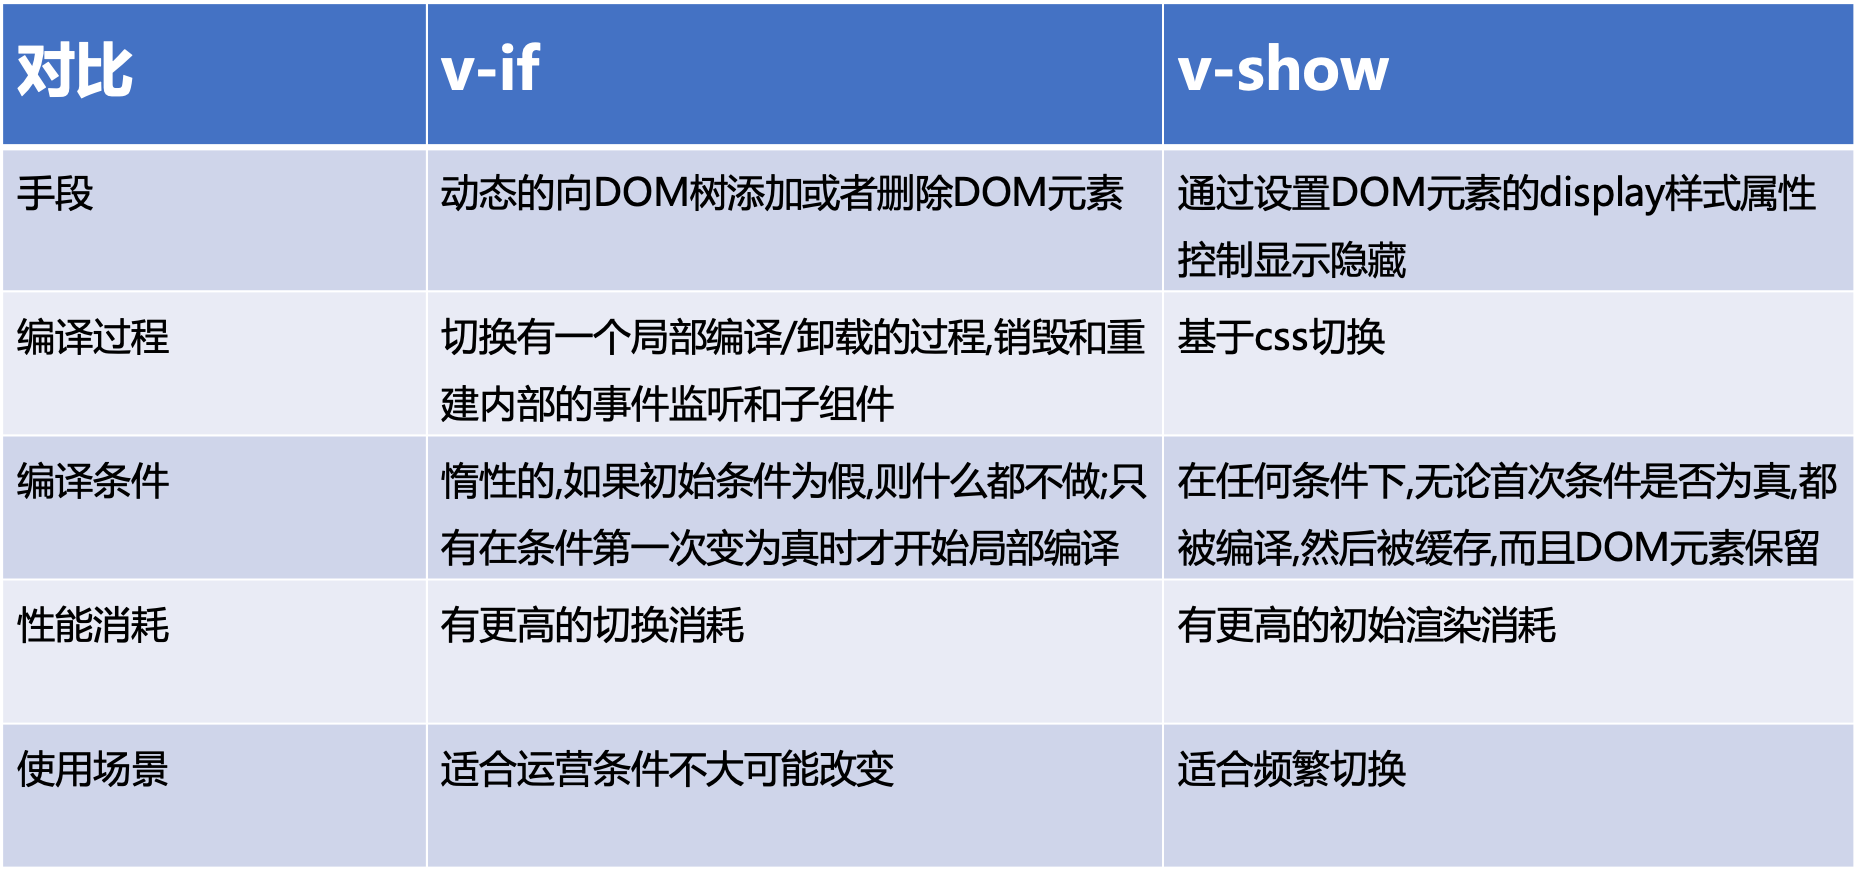 对比
v-if
v-show
手段
动态的向DOM树添加或者删除DOM元素
通过设置DOM元素的display样式属性
控制显示隐藏
编译过程
切换有一个局部编译/卸载的过程,销毁和重
建内部的事件监听和子组件
基于css切换
编译条件
惰性的,如果初始条件为假,则什么都不做;只
有在条件第一次变为真时才开始局部编译
在任何条件下,无论首次条件是否为真,都
被编译,然后被缓存,而且DOM元素保留
性能消耗
有更高的切换消耗
有更高的初始渲染消耗
使用场景
适合运营条件不大可能改变
适合频繁切换